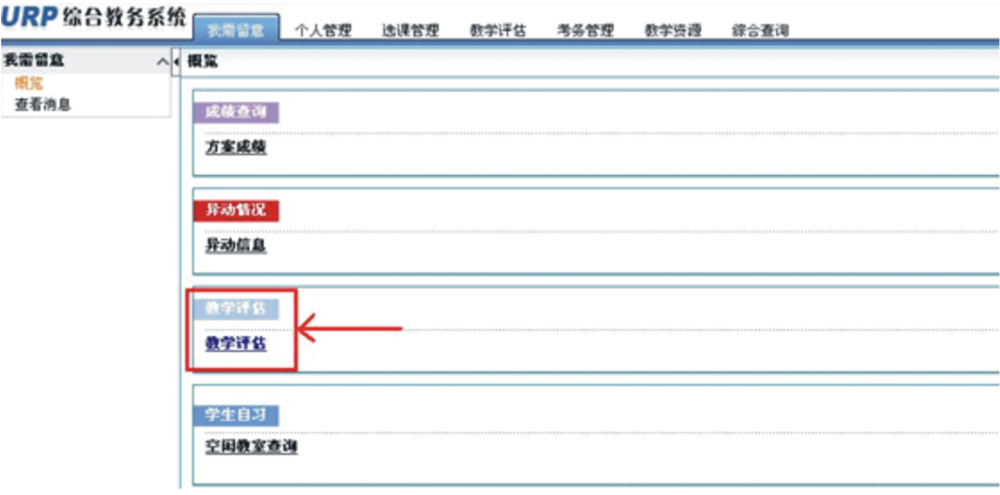 URP 综合教务系统
我需留意 个人管理 选课管理 教学评估 考务管理 教学资源 综合查询
我需留意
概览
概览
查看消息
成绩查询
方案成绩
异动情况
异动信息
教学评估
教学评估
学生自习
空闲教室查询